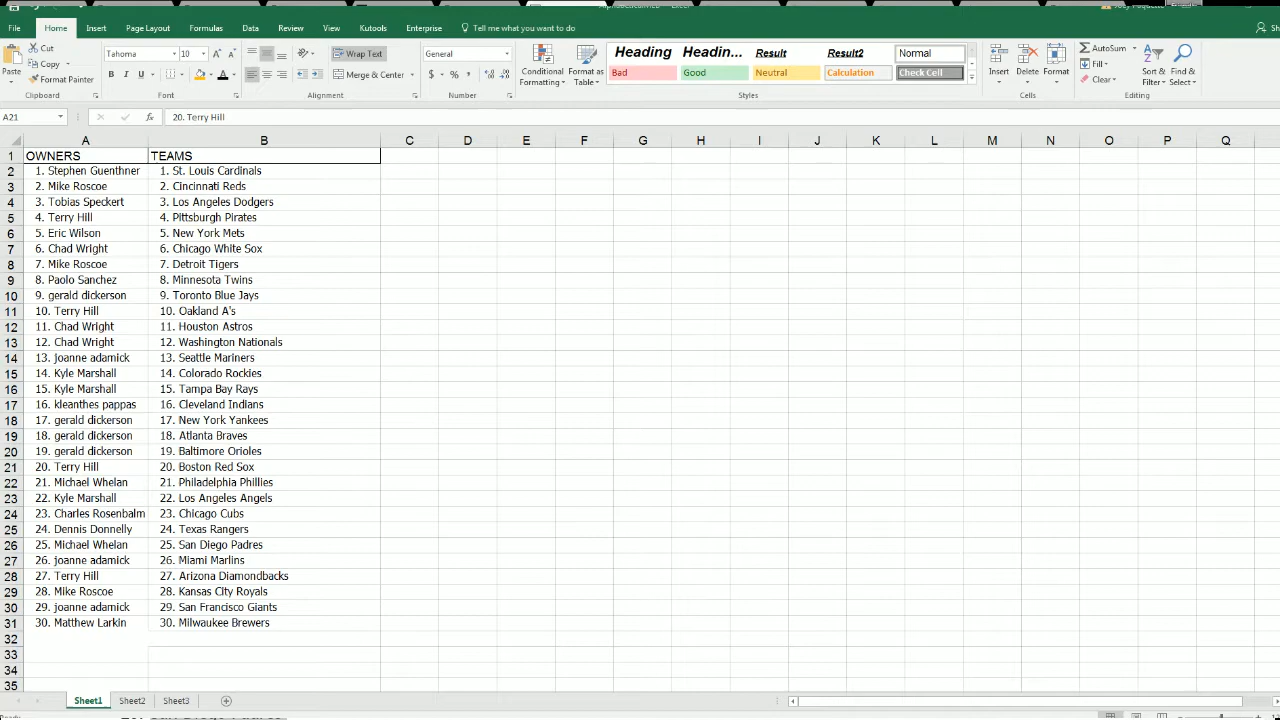 File Home Insert Page Layout Formulas Data Review View Kutools Enterprise Tell me what you want to do
Cut Tahoma 10 Wrap Text General Heading Headin... Result Result2 Normal AutoSum
Copy Fill
Paste Format Painter B I U A Merge & Center $ % Conditional Formatting Format as Table Bad Good Neutral Calculation Check Cell Insert Delete Format Clear Sort & Filter Find & Select
Clipboard Font Alignment Number Styles Cells Editing
A21 fx 20. Terry Hill
A B C D E F G H I J K L M N O P Q
1 OWNERS TEAMS
2 1. Stephen Guenthner 1. St. Louis Cardinals
3 2. Mike Roscoe 2. Cincinnati Reds
4 3. Tobias Speckert 3. Los Angeles Dodgers
5 4. Terry Hill 4. Pittsburgh Pirates
6 5. Eric Wilson 5. New York Mets
7 6. Chad Wright 6. Chicago White Sox
8 7. Mike Roscoe 7. Detroit Tigers
9 8. Paolo Sanchez 8. Minnesota Twins
10 9. gerald dickerson 9. Toronto Blue Jays
11 10. Terry Hill 10. Oakland A's
12 11. Chad Wright 11. Houston Astros
13 12. Chad Wright 12. Washington Nationals
14 13. joanne adamick 13. Seattle Mariners
15 14. Kyle Marshall 14. Colorado Rockies
16 15. Kyle Marshall 15. Tampa Bay Rays
17 16. kleanthes pappas 16. Cleveland Indians
18 17. gerald dickerson 17. New York Yankees
19 18. gerald dickerson 18. Atlanta Braves
20 19. gerald dickerson 19. Baltimore Orioles
21 20. Terry Hill 20. Boston Red Sox
22 21. Michael Whelan 21. Philadelphia Phillies
23 22. Kyle Marshall 22. Los Angeles Angels
24 23. Charles Rosenbalm 23. Chicago Cubs
25 24. Dennis Donnelly 24. Texas Rangers
26 25. Michael Whelan 25. San Diego Padres
27 26. joanne adamick 26. Miami Marlins
28 27. Terry Hill 27. Arizona Diamondbacks
29 28. Mike Roscoe 28. Kansas City Royals
30 29. joanne adamick 29. San Francisco Giants
31 30. Matthew Larkin 30. Milwaukee Brewers
32
33
34
35
Sheet1 Sheet2 Sheet3